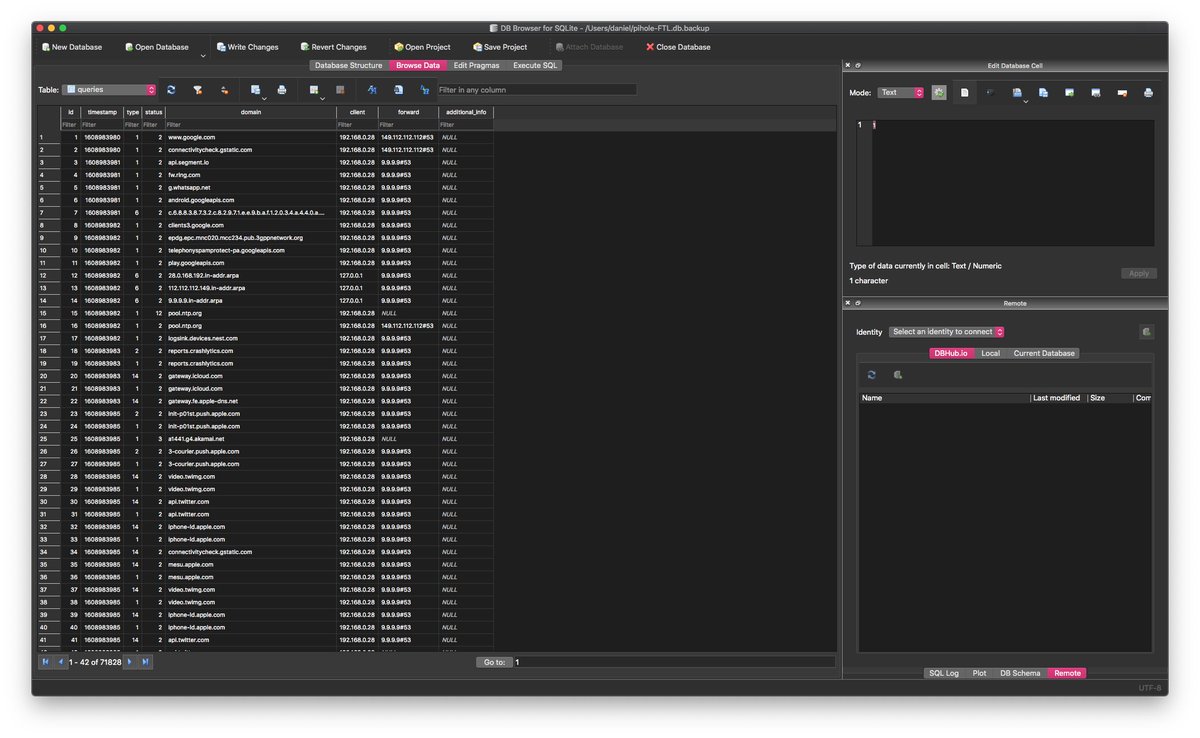 DB Browser for SQLite - /Users/daniel/pihole-FTL.db.backup
New Database Open Database Write Changes Revert Changes Open Project Save Project Attach Database Close Database
Database Structure Browse Data Edit Pragmas Execute SQL
Table: queries Filter in any column
id timestamp type status domain client forward additional_info
Filter Filter Filter Filter Filter Filter Filter Filter
1 1 1608983980 1 2 www.google.com 192.168.0.28 149.112.112.112#53 NULL
2 2 1608983980 1 2 connectivitycheck.gstatic.com 192.168.0.28 149.112.112.112#53 NULL
3 3 1608983981 1 2 api.segment.io 192.168.0.28 9.9.9.9#53 NULL
4 4 1608983981 1 2 fw.ring.com 192.168.0.28 9.9.9.9#53 NULL
5 5 1608983981 1 2 g.whatsapp.net 192.168.0.28 9.9.9.9#53 NULL
6 6 1608983981 1 2 android.googleapis.com 192.168.0.28 9.9.9.9#53 NULL
7 7 1608983981 6 2 c.6.8.8.3.8.7.3.2.c.8.2.9.7.1.e.e.9.b.a.f.1.2.0.3.4.a.4.4.0.a.... 192.168.0.28 9.9.9.9#53 NULL
8 8 1608983982 1 2 clients3.google.com 192.168.0.28 9.9.9.9#53 NULL
9 9 1608983982 1 2 epdg.epc.mnc020.mcc234.pub.3gppnetwork.org 192.168.0.28 9.9.9.9#53 NULL
10 10 1608983982 1 2 telephonyspamprotect-pa.googleapis.com 192.168.0.28 9.9.9.9#53 NULL
11 11 1608983982 1 2 play.googleapis.com 192.168.0.28 9.9.9.9#53 NULL
12 12 1608983982 6 2 28.0.168.192.in-addr.arpa 127.0.0.1 9.9.9.9#53 NULL
13 13 1608983982 6 2 112.112.112.149.in-addr.arpa 127.0.0.1 9.9.9.9#53 NULL
14 14 1608983982 6 2 9.9.9.9.in-addr.arpa 127.0.0.1 9.9.9.9#53 NULL
15 15 1608983982 1 12 pool.ntp.org 192.168.0.28 NULL NULL
16 16 1608983982 1 2 pool.ntp.org 192.168.0.28 149.112.112.112#53 NULL
17 17 1608983982 1 2 logsink.devices.nest.com 192.168.0.28 9.9.9.9#53 NULL
18 18 1608983983 2 2 reports.crashlytics.com 192.168.0.28 9.9.9.9#53 NULL
19 19 1608983983 1 2 reports.crashlytics.com 192.168.0.28 9.9.9.9#53 NULL
20 20 1608983983 14 2 gateway.icloud.com 192.168.0.28 9.9.9.9#53 NULL
21 21 1608983983 1 2 gateway.icloud.com 192.168.0.28 9.9.9.9#53 NULL
22 22 1608983983 14 2 gateway.fe.apple-dns.net 192.168.0.28 9.9.9.9#53 NULL
23 23 1608983985 2 2 init-p01st.push.apple.com 192.168.0.28 9.9.9.9#53 NULL
24 24 1608983985 1 2 init-p01st.push.apple.com 192.168.0.28 9.9.9.9#53 NULL
25 25 1608983985 1 3 a1441.g4.akamai.net 192.168.0.28 NULL NULL
26 26 1608983985 2 2 3-courier.push.apple.com 192.168.0.28 9.9.9.9#53 NULL
27 27 1608983985 1 2 3-courier.push.apple.com 192.168.0.28 9.9.9.9#53 NULL
28 28 1608983985 14 2 video.twimg.com 192.168.0.28 9.9.9.9#53 NULL
29 29 1608983985 1 2 video.twimg.com 192.168.0.28 9.9.9.9#53 NULL
30 30 1608983985 14 2 api.twitter.com 192.168.0.28 9.9.9.9#53 NULL
31 31 1608983985 1 2 api.twitter.com 192.168.0.28 9.9.9.9#53 NULL
32 32 1608983985 14 2 iphone-ld.apple.com 192.168.0.28 9.9.9.9#53 NULL
33 33 1608983985 1 2 iphone-ld.apple.com 192.168.0.28 9.9.9.9#53 NULL
34 34 1608983985 14 2 connectivitycheck.gstatic.com 192.168.0.28 9.9.9.9#53 NULL
35 35 1608983985 14 2 mesu.apple.com 192.168.0.28 9.9.9.9#53 NULL
36 36 1608983985 1 2 mesu.apple.com 192.168.0.28 9.9.9.9#53 NULL
37 37 1608983985 14 2 video.twimg.com 192.168.0.28 9.9.9.9#53 NULL
38 38 1608983985 1 2 video.twimg.com 192.168.0.28 9.9.9.9#53 NULL
39 39 1608983985 14 2 iphone-ld.apple.com 192.168.0.28 9.9.9.9#53 NULL
40 40 1608983985 1 2 iphone-ld.apple.com 192.168.0.28 9.9.9.9#53 NULL
41 41 1608983985 14 2 api.twitter.com 192.168.0.28 9.9.9.9#53 NULL
1 - 42 of 71828 Go to: 1
Edit Database Cell
Mode: Text
1 1
Type of data currently in cell: Text / Numeric
1 character
Apply
Remote
Identity Select an identity to connect
DBHub.io Local Current Database
Name Last modified Size Com
SQL Log Plot DB Schema Remote
UTF-8